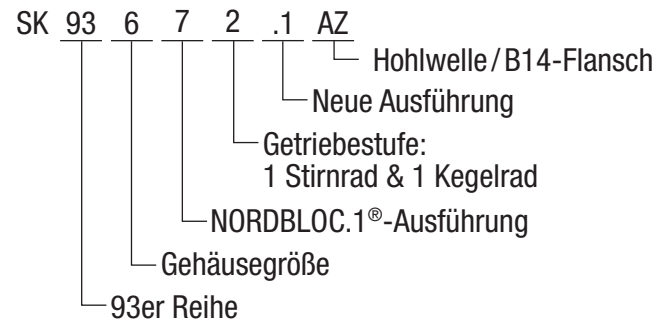 SK 93 6 7 2 .1 AZ
Hohlwelle/B14-Flansch
Neue Ausführung
Getriebestufe:
1 Stirnrad & 1 Kegelrad
NORDBLOC.1®-Ausführung
Gehäusegröße
93er Reihe